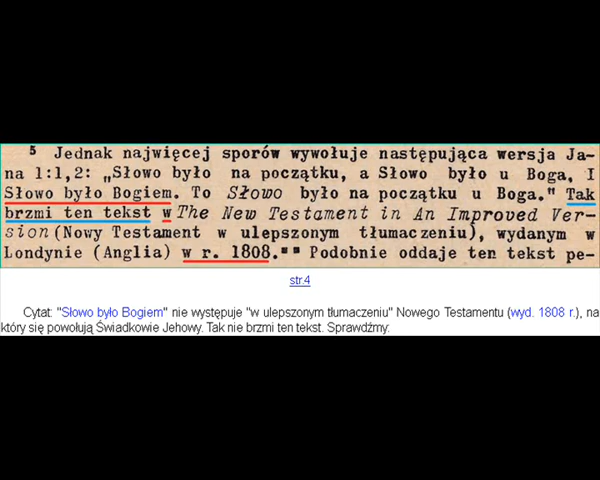 5 Jednak najwięcej sporów wywołuje następująca wersja Ja-
na 1:1,2: „Słowo było na początku, a Słowo było u Boga, I
Słowo było Bogiem. To Słowo było na początku u Boga." Tak
brzmi ten tekst w The New Testament in An Improved Ver-
sion (Nowy Testament w ulepszonym tłumaczeniu), wydanym w
Londynie (Anglia) w r. 1808. Podobnie oddaje ten tekst pe-
str.4
Cytat: "Słowo było Bogiem" nie występuje "w ulepszonym tłumaczeniu" Nowego Testamentu (wyd. 1808 r.), na
który się powołują Świadkowie Jehowy. Tak nie brzmi ten tekst. Sprawdźmy: